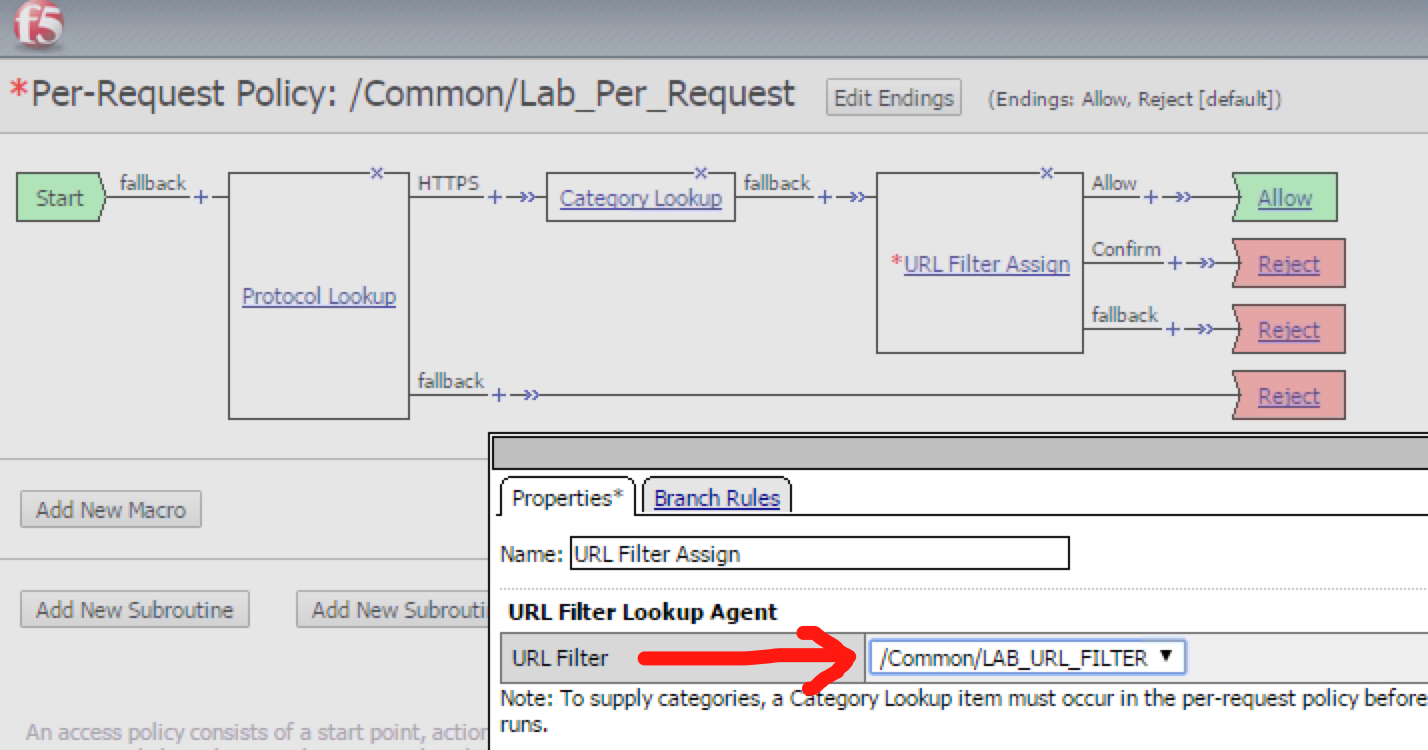 f5
*Per-Request Policy: /Common/Lab_Per_Request Edit Endings (Endings: Allow, Reject [default])
Start fallback + HTTPS + Category Lookup fallback + Allow + Allow
Confirm + Reject
*URL Filter Assign
Protocol Lookup
fallback + Reject
fallback + Reject
Properties* Branch Rules
Add New Macro
Name: URL Filter Assign
Add New Subroutine Add New Subrouti
URL Filter Lookup Agent
URL Filter /Common/LAB_URL_FILTER
Note: To supply categories, a Category Lookup item must occur in the per-request policy before
runs.
An access policy consists of a start point, action